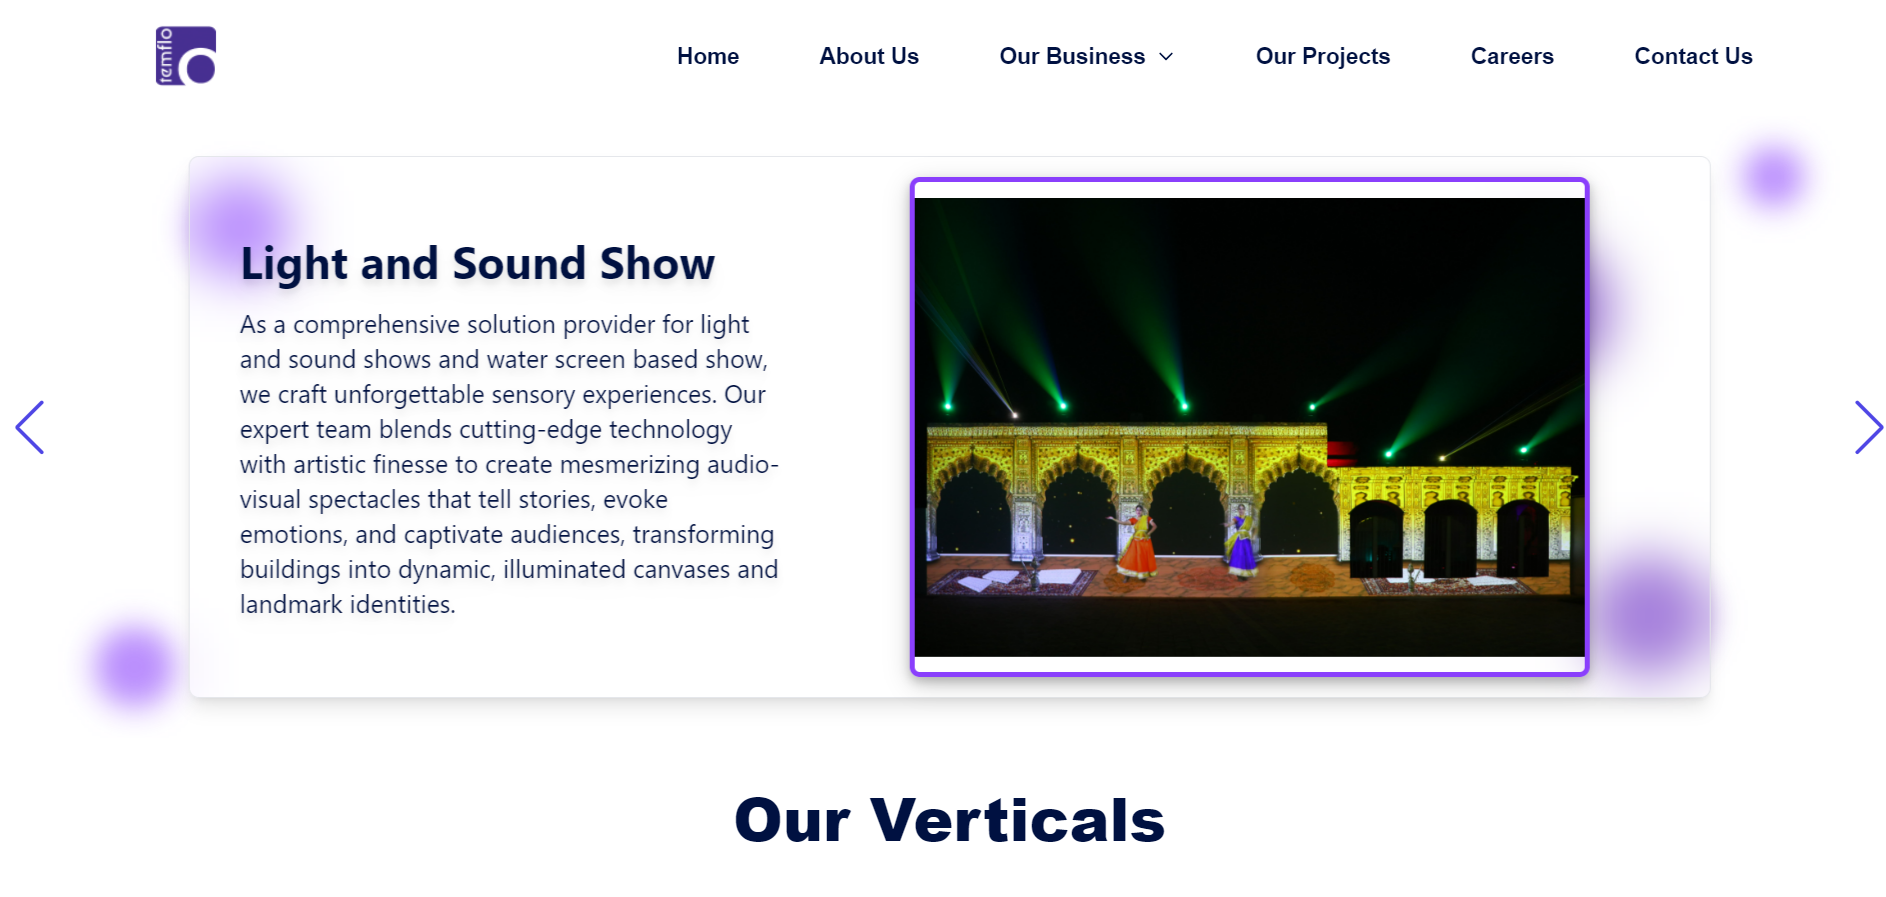 temflo
Home
About Us
Our Business
Our Projects
Careers
Contact Us
Light and Sound Show
As a comprehensive solution provider for light
and sound shows and water screen based show,
we craft unforgettable sensory experiences. Our
expert team blends cutting-edge technology
with artistic finesse to create mesmerizing audio-
visual spectacles that tell stories, evoke
emotions, and captivate audiences, transforming
buildings into dynamic, illuminated canvases and
landmark identities.
Our Verticals